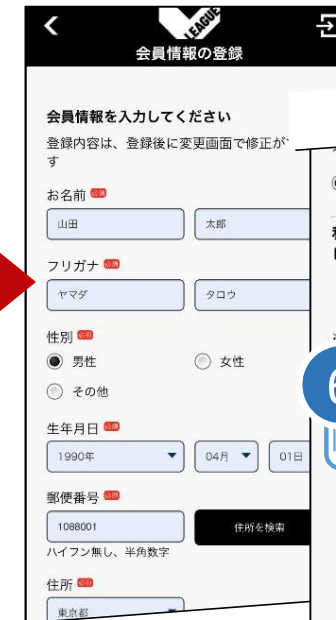 LEAGUE
会員情報の登録
会員情報を入力してください
登録内容は、登録後に変更画面で修正が
す
お名前 必須
山田 太郎
フリガナ 必須
ヤマダ タロウ
性別 必須
男性 女性
その他
生年月日 必須
1990年 04月 01日
郵便番号 必須
1088001 住所を検索
ハイフン無し、半角数字
住所 必須
東京都
6